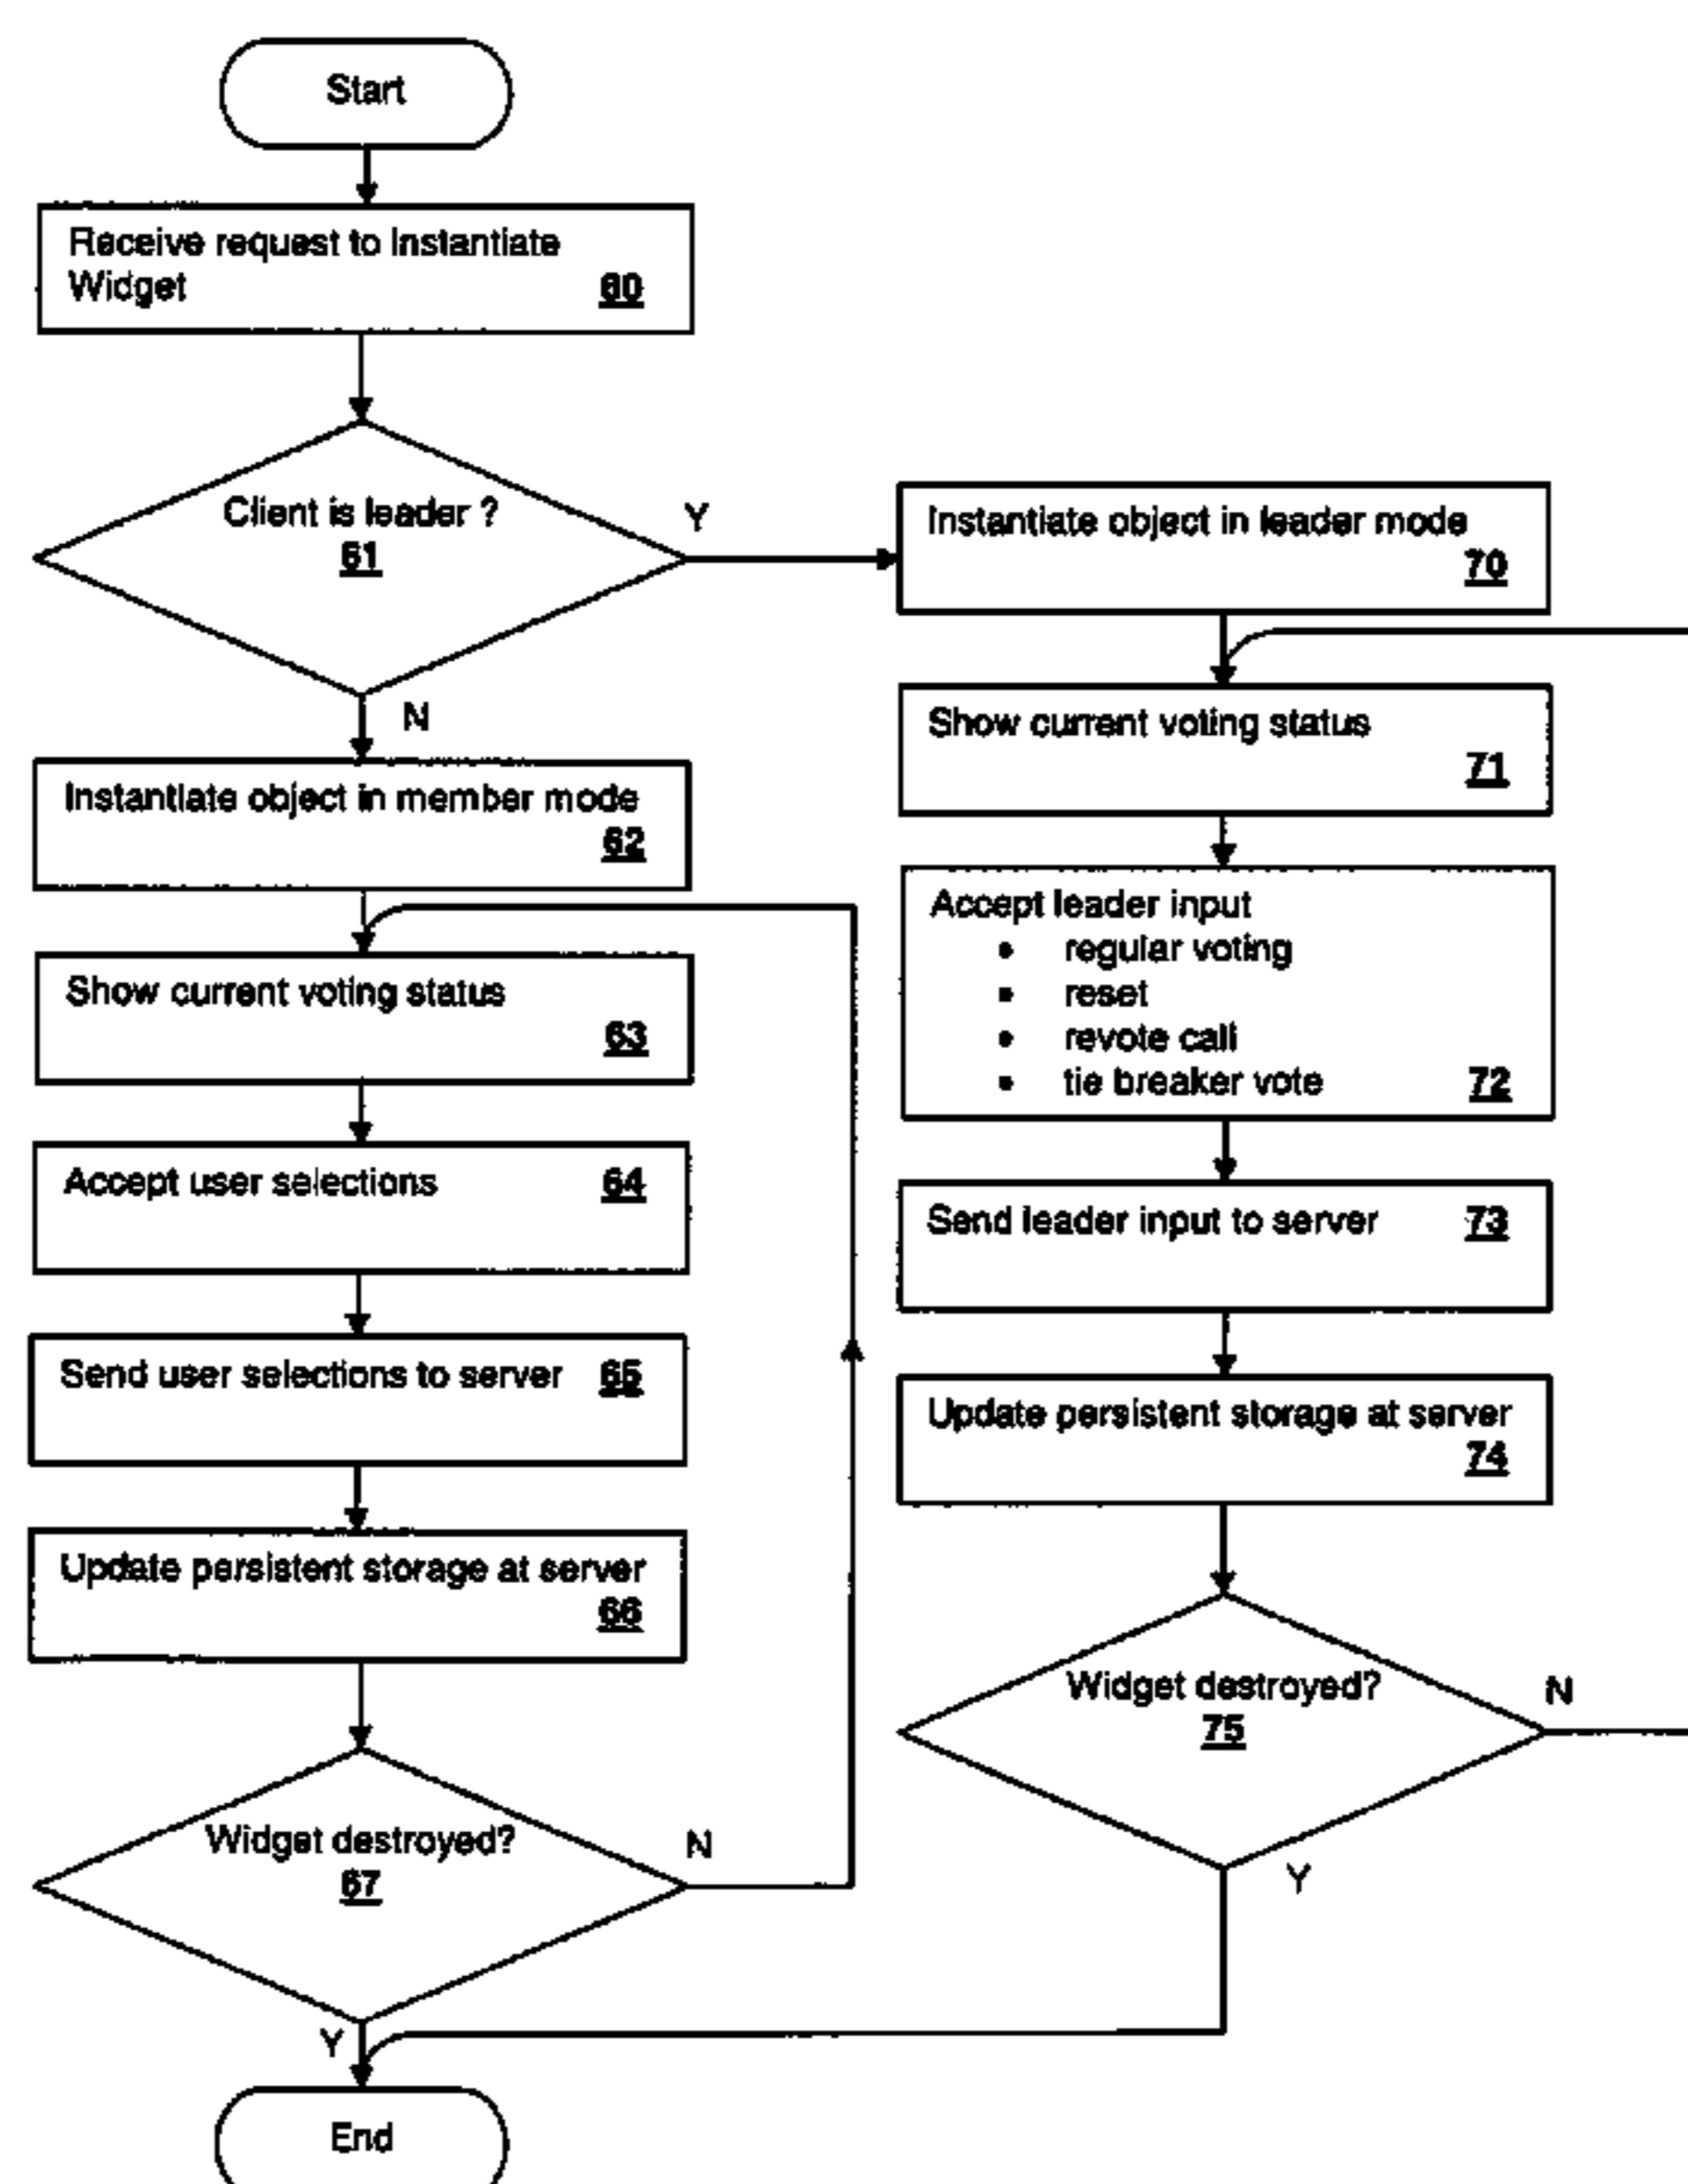 Start
Receive request to Instantiate
Widget
60
Client is leader ?
61
Y
N
Instantiate object in member mode
62
Show current voting status
63
Accept user selections 64
Send user selections to server 65
Update persistent storage at server
66
Widget destroyed?
67
N
Y
End
Instantiate object in leader mode
70
Show current voting status
71
Accept leader input
• regular voting
• reset
• revote call
• tie breaker vote 72
Send leader input to server 73
Update persistent storage at server
74
Widget destroyed?
75
N
Y